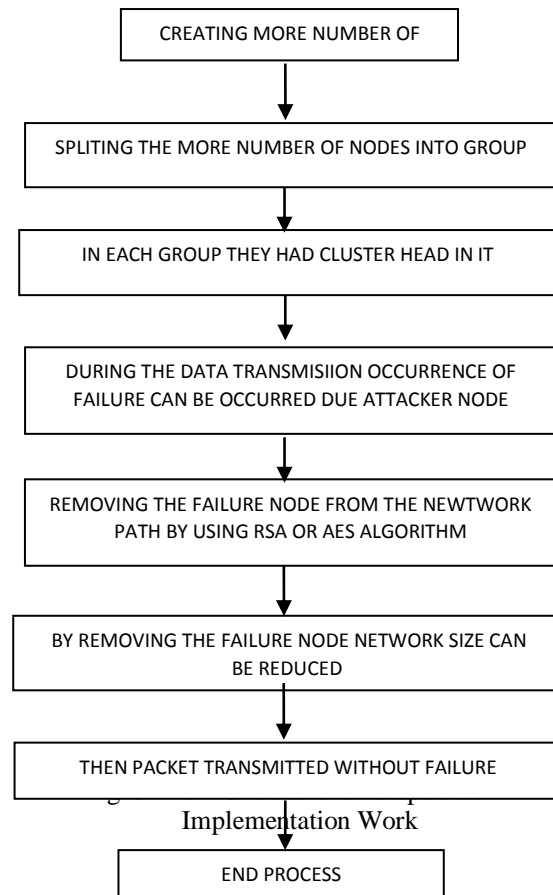 CREATING MORE NUMBER OF
SPLITING THE MORE NUMBER OF NODES INTO GROUP
IN EACH GROUP THEY HAD CLUSTER HEAD IN IT
DURING THE DATA TRANSMISIION OCCURRENCE OF
FAILURE CAN BE OCCURRED DUE ATTACKER NODE
REMOVING THE FAILURE NODE FROM THE NEWTWORK
PATH BY USING RSA OR AES ALGORITHM
BY REMOVING THE FAILURE NODE NETWORK SIZE CAN
BE REDUCED
THEN PACKET TRANSMITTED WITHOUT FAILURE
Implementation Work
END PROCESS